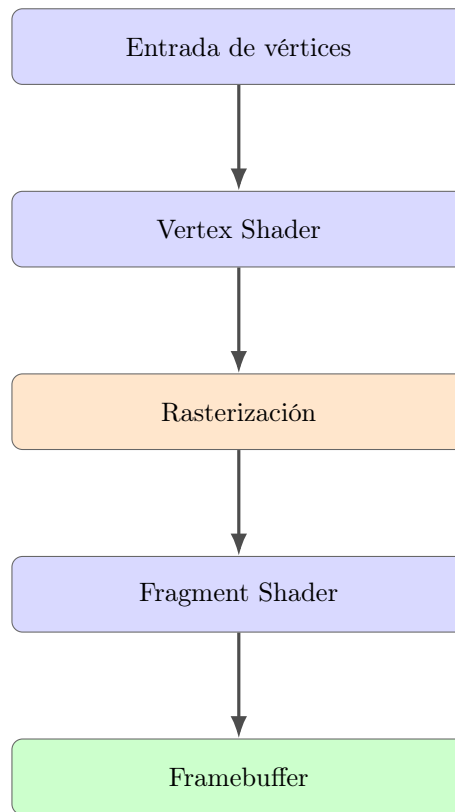 Entrada de vértices
Vertex Shader
Rasterización
Fragment Shader
Framebuffer